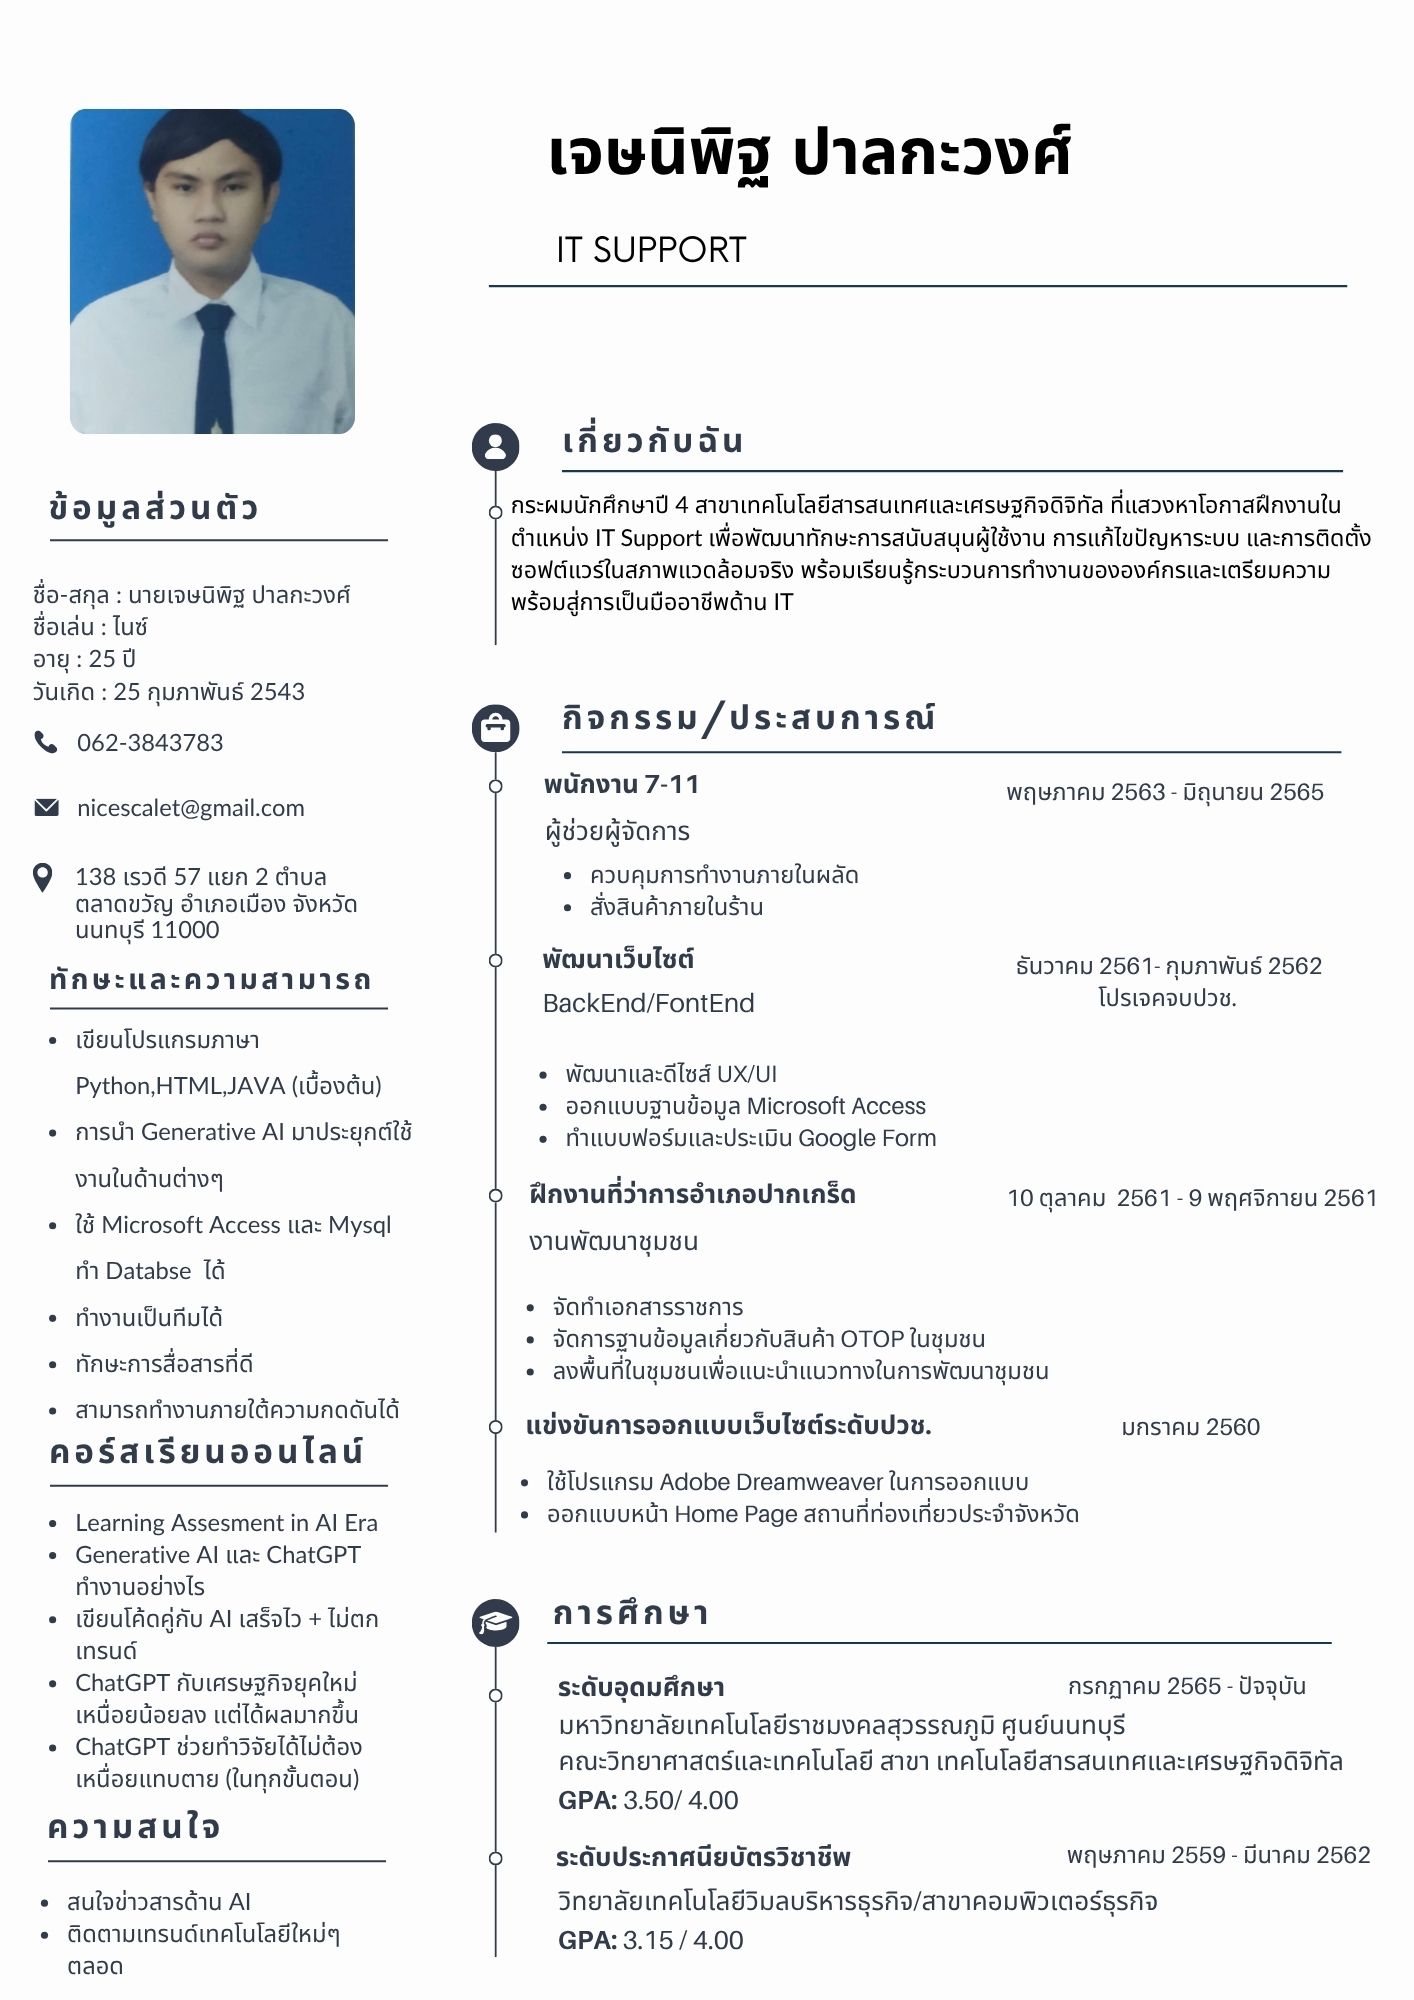 เจษนิพิฐ ปาลกะวงศ์
IT SUPPORT
ข้อมูลส่วนตัว
ชื่อ-สกุล : นายเจษนิพิฐ ปาลกะวงศ์
ชื่อเล่น : ไนซ์
อายุ : 25 ปี
วันเกิด : 25 กุมภาพันธ์ 2543
062-3843783
nicescalet@gmail.com
138 เรวดี 57 แยก 2 ตำบล
ตลาดขวัญ อำเภอเมือง จังหวัด
นนทบุรี 11000
ทักษะและความสามารถ
• เขียนโปรแกรมภาษา
Python,HTML,JAVA (เบื้องต้น)
• การนำ Generative AI มาประยุกต์ใช้
งานในด้านต่างๆ
• ใช้ Microsoft Access และ Mysql
ทำ Databse ได้
• ทำงานเป็นทีมได้
• ทักษะการสื่อสารที่ดี
• สามารถทำงานภายใต้ความกดดันได้
คอร์สเรียนออนไลน์
• Learning Assesment in AI Era
• Generative AI และ ChatGPT
ทำงานอย่างไร
• เขียนโค้ดคู่กับ AI เสร็จไว + ไม่ตก
เทรนด์
• ChatGPT กับเศรษฐกิจยุคใหม่
เหนื่อยน้อยลง แต่ได้ผลมากขึ้น
• ChatGPT ช่วยทำวิจัยได้ไม่ต้อง
เหนื่อยแทบตาย (ในทุกขั้นตอน)
ความสนใจ
• สนใจข่าวสารด้าน AI
• ติดตามเทรนด์เทคโนโลยีใหม่ๆ
ตลอด
เกี่ยวกับฉัน
กระผมนักศึกษาปี 4 สาขาเทคโนโลยีสารสนเทศและเศรษฐกิจดิจิทัล ที่แสวงหาโอกาสฝึกงานใน
ตำแหน่ง IT Support เพื่อพัฒนาทักษะการสนับสนุนผู้ใช้งาน การแก้ไขปัญหาระบบ และการติดตั้ง
ซอฟต์แวร์ในสภาพแวดล้อมจริง พร้อมเรียนรู้กระบวนการทำงานขององค์กรและเตรียมความ
พร้อมสู่การเป็นมืออาชีพด้าน IT
กิจกรรม/ประสบการณ์
พนักงาน 7-11 พฤษภาคม 2563 - มิถุนายน 2565
ผู้ช่วยผู้จัดการ
• ควบคุมการทำงานภายในผลัด
• สั่งสินค้าภายในร้าน
พัฒนาเว็บไซต์ ธันวาคม 2561- กุมภาพันธ์ 2562
BackEnd/FontEnd โปรเจคจบปวช.
• พัฒนาและดีไซส์ UX/UI
• ออกแบบฐานข้อมูล Microsoft Access
• ทำแบบฟอร์มและประเมิน Google Form
ฝึกงานที่ว่าการอำเภอปากเกร็ด 10 ตุลาคม 2561 - 9 พฤศจิกายน 2561
งานพัฒนาชุมชน
• จัดทำเอกสารราชการ
• จัดการฐานข้อมูลเกี่ยวกับสินค้า OTOP ในชุมชน
• ลงพื้นที่ในชุมชนเพื่อแนะนำแนวทางในการพัฒนาชุมชน
แข่งขันการออกแบบเว็บไซต์ระดับปวช. มกราคม 2560
• ใช้โปรแกรม Adobe Dreamweaver ในการออกแบบ
• ออกแบบหน้า Home Page สถานที่ท่องเที่ยวประจำจังหวัด
การศึกษา
ระดับอุดมศึกษา กรกฏาคม 2565 - ปัจจุบัน
มหาวิทยาลัยเทคโนโลยีราชมงคลสุวรรณภูมิ ศูนย์นนทบุรี
คณะวิทยาศาสตร์และเทคโนโลยี สาขา เทคโนโลยีสารสนเทศและเศรษฐกิจดิจิทัล
GPA: 3.50/ 4.00
ระดับประกาศนียบัตรวิชาชีพ พฤษภาคม 2559 - มีนาคม 2562
วิทยาลัยเทคโนโลยีวิมลบริหารธุรกิจ/สาขาคอมพิวเตอร์ธุรกิจ
GPA: 3.15 / 4.00